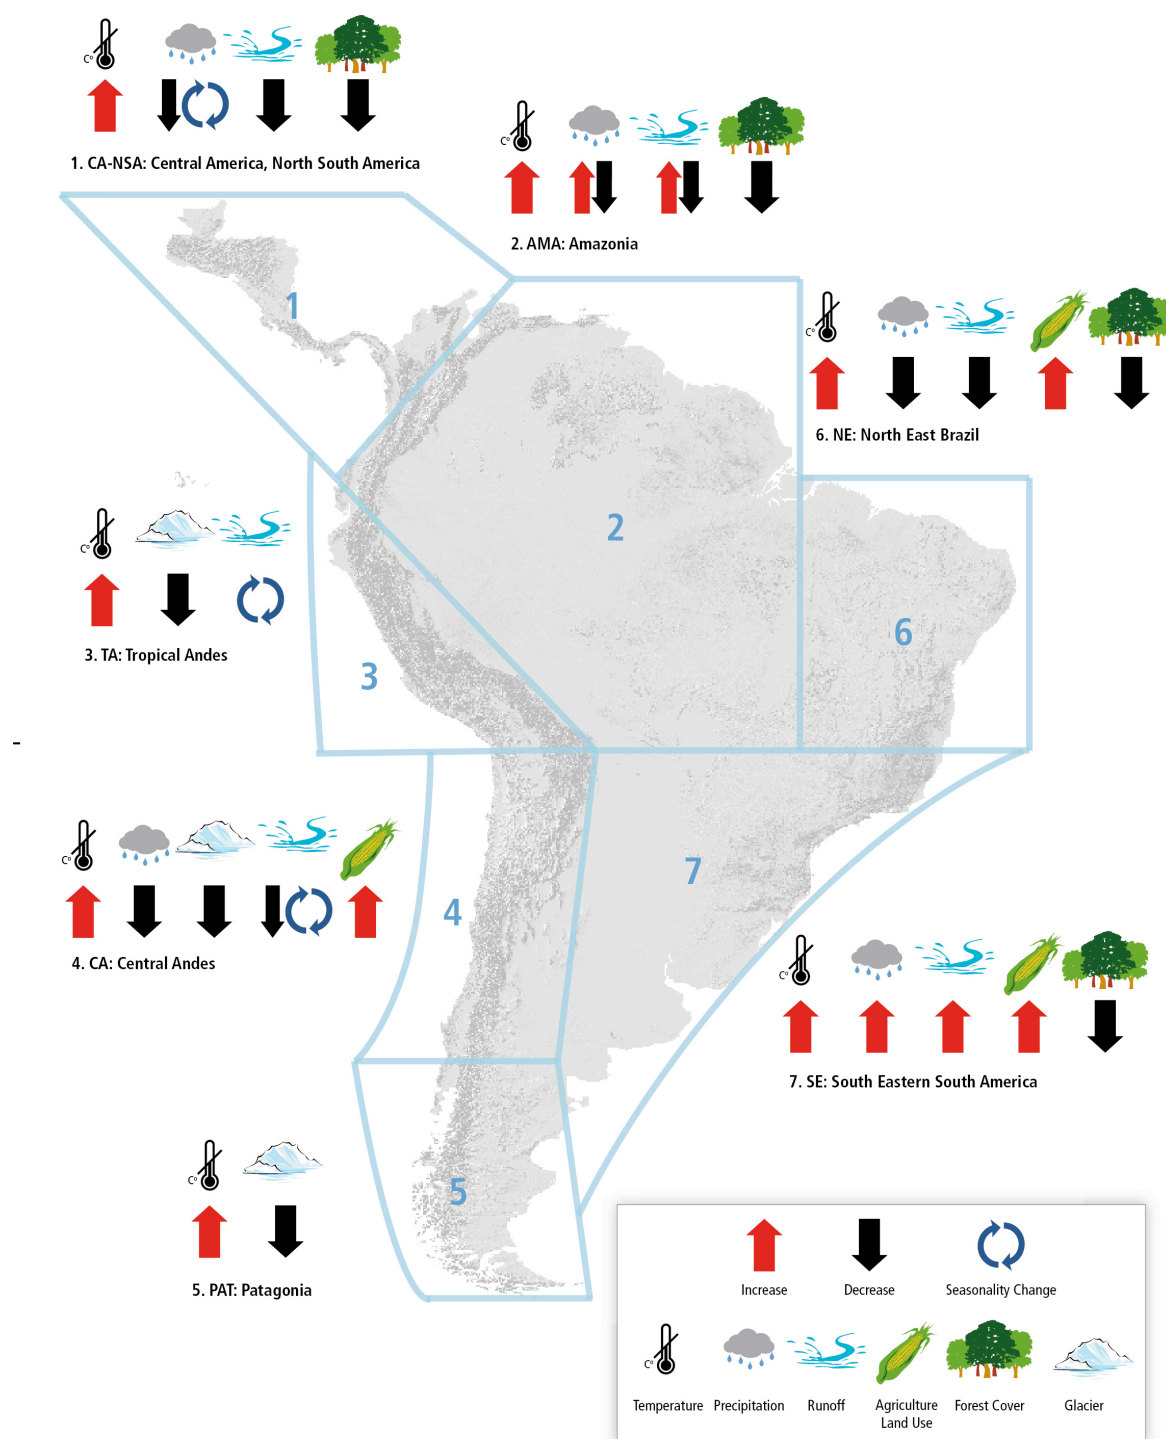 C°
1. CA-NSA: Central America, North South America
C°
2. AMA: Amazonia
1
C°
6. NE: North East Brazil
2
C°
3. TA: Tropical Andes
6
3
-
C°
4. CA: Central Andes
7
4
C°
7. SE: South Eastern South America
C°
5
5. PAT: Patagonia
Increase
Decrease
Seasonality Change
C°
Temperature
Precipitation
Runoff
Agriculture
Land Use
Forest Cover
Glacier